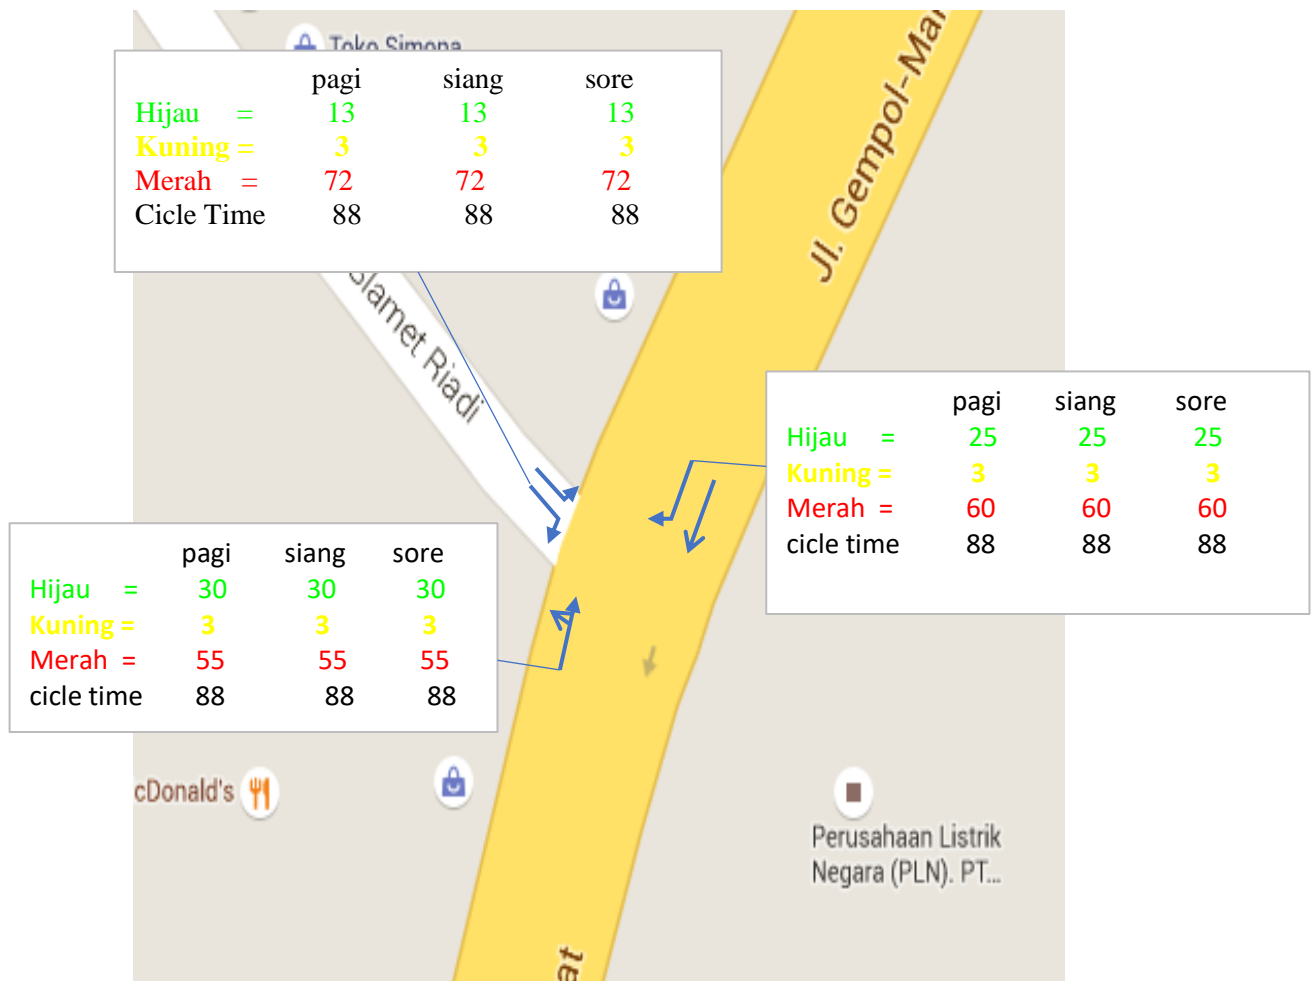 Toko Simona
pagi siang sore
Hijau = 13 13 13
Kuning = 3 3 3
Merah = 72 72 72
Cicle Time 88 88 88
Jl. Gempol-Mal
Slamet Riadi
pagi siang sore
Hijau = 25 25 25
Kuning = 3 3 3
Merah = 60 60 60
cicle time 88 88 88
pagi siang sore
Hijau = 30 30 30
Kuning = 3 3 3
Merah = 55 55 55
cicle time 88 88 88
cDonald's
Perusahaan Listrik
Negara (PLN). PT...
at